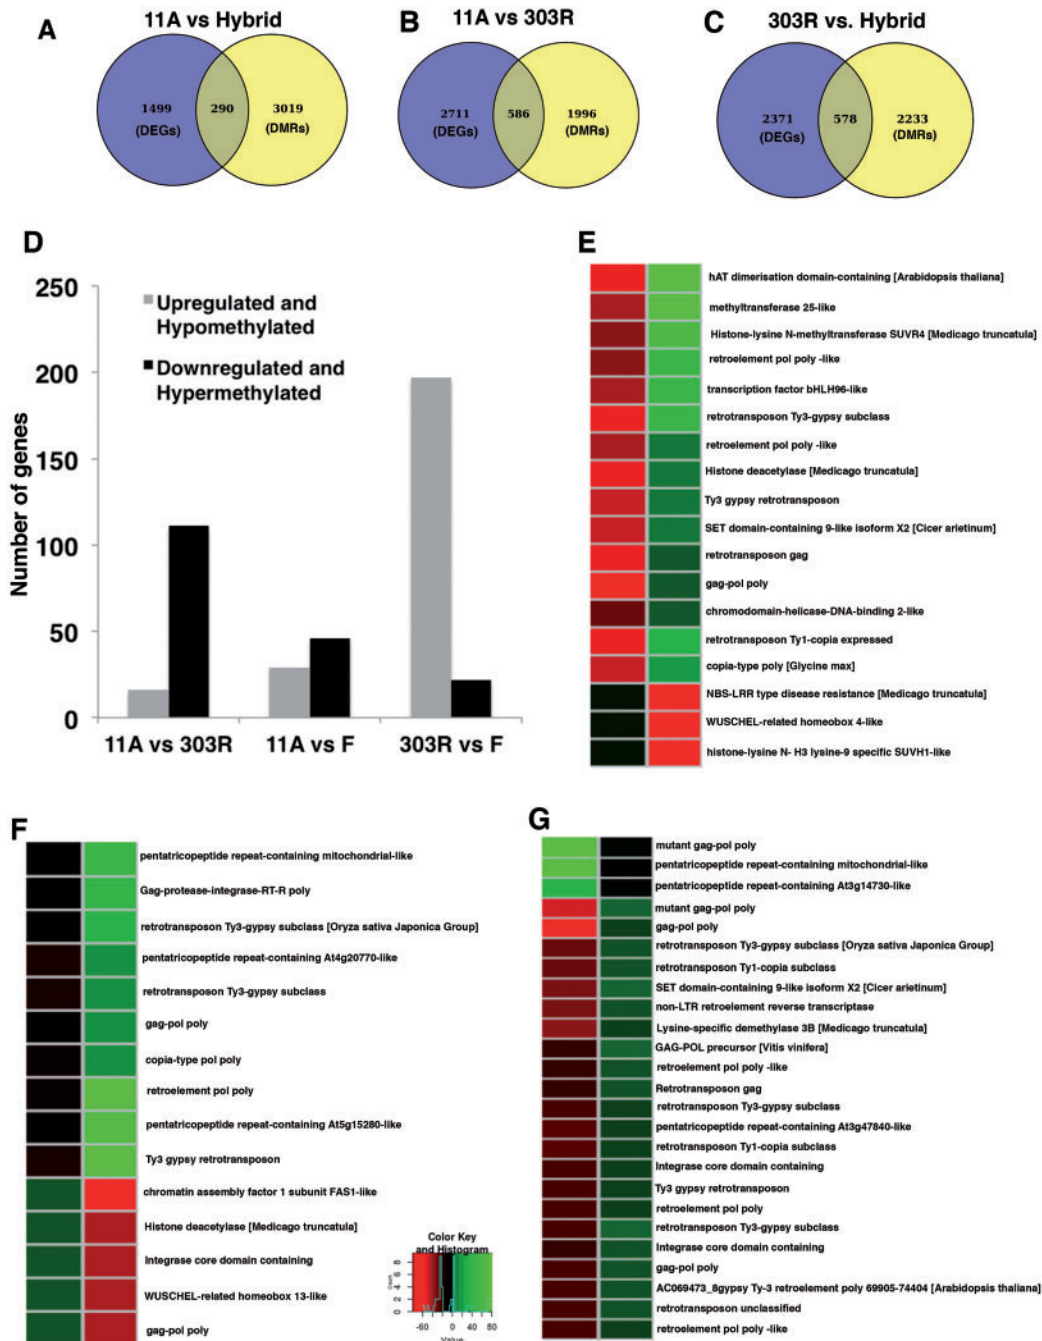 A
11A vs Hybrid
1499
(DEGs)
290
3019
(DMRs)
B
11A vs 303R
2711
(DEGs)
586
1996
(DMRs)
C
303R vs. Hybrid
2371
(DEGs)
578
2233
(DMRs)
D
Number of genes
250
200
150
100
50
0
Upregulated and
Hypomethylated
Downregulated and
Hypermethylated
11A vs 303R
11A vs F
303R vs F
E
hAT dimerisation domain-containing [Arabidopsis thaliana]
methyltransferase 25-like
Histone-lysine N-methyltransferase SUVR4 [Medicago truncatula]
retroelement pol poly -like
transcription factor bHLH96-like
retrotransposon Ty3-gypsy subclass
retroelement pol poly -like
Histone deacetylase [Medicago truncatula]
Ty3 gypsy retrotransposon
SET domain-containing 9-like isoform X2 [Cicer arietinum]
retrotransposon gag
gag-pol poly
chromodomain-helicase-DNA-binding 2-like
retrotransposon Ty1-copia expressed
copia-type poly [Glycine max]
NBS-LRR type disease resistance [Medicago truncatula]
WUSCHEL-related homeobox 4-like
histone-lysine N- H3 lysine-9 specific SUVH1-like
F
pentatricopeptide repeat-containing mitochondrial-like
Gag-protease-integrase-RT-R poly
retrotransposon Ty3-gypsy subclass [Oryza sativa Japonica Group]
pentatricopeptide repeat-containing At4g20770-like
retrotransposon Ty3-gypsy subclass
gag-pol poly
copia-type pol poly
retroelement pol poly
pentatricopeptide repeat-containing At5g15280-like
Ty3 gypsy retrotransposon
chromatin assembly factor 1 subunit FAS1-like
Histone deacetylase [Medicago truncatula]
Integrase core domain containing
WUSCHEL-related homeobox 13-like
gag-pol poly
Color Key
and Histogram
Count
0 2 4 6 8
-60 0 40 80
Value
G
mutant gag-pol poly
pentatricopeptide repeat-containing mitochondrial-like
pentatricopeptide repeat-containing At3g14730-like
mutant gag-pol poly
gag-pol poly
retrotransposon Ty3-gypsy subclass [Oryza sativa Japonica Group]
retrotransposon Ty1-copia subclass
SET domain-containing 9-like isoform X2 [Cicer arietinum]
non-LTR retroelement reverse transcriptase
Lysine-specific demethylase 3B [Medicago truncatula]
GAG-POL precursor [Vitis vinifera]
retroelement pol poly -like
Retrotransposon gag
retrotransposon Ty3-gypsy subclass
pentatricopeptide repeat-containing At3g47840-like
retrotransposon Ty1-copia subclass
Integrase core domain containing
Ty3 gypsy retrotransposon
retroelement pol poly
retrotransposon Ty3-gypsy subclass
Integrase core domain containing
gag-pol poly
AC069473_8gypsy Ty-3 retroelement poly 69905-74404 [Arabidopsis thaliana]
retrotransposon unclassified
retroelement pol poly -like